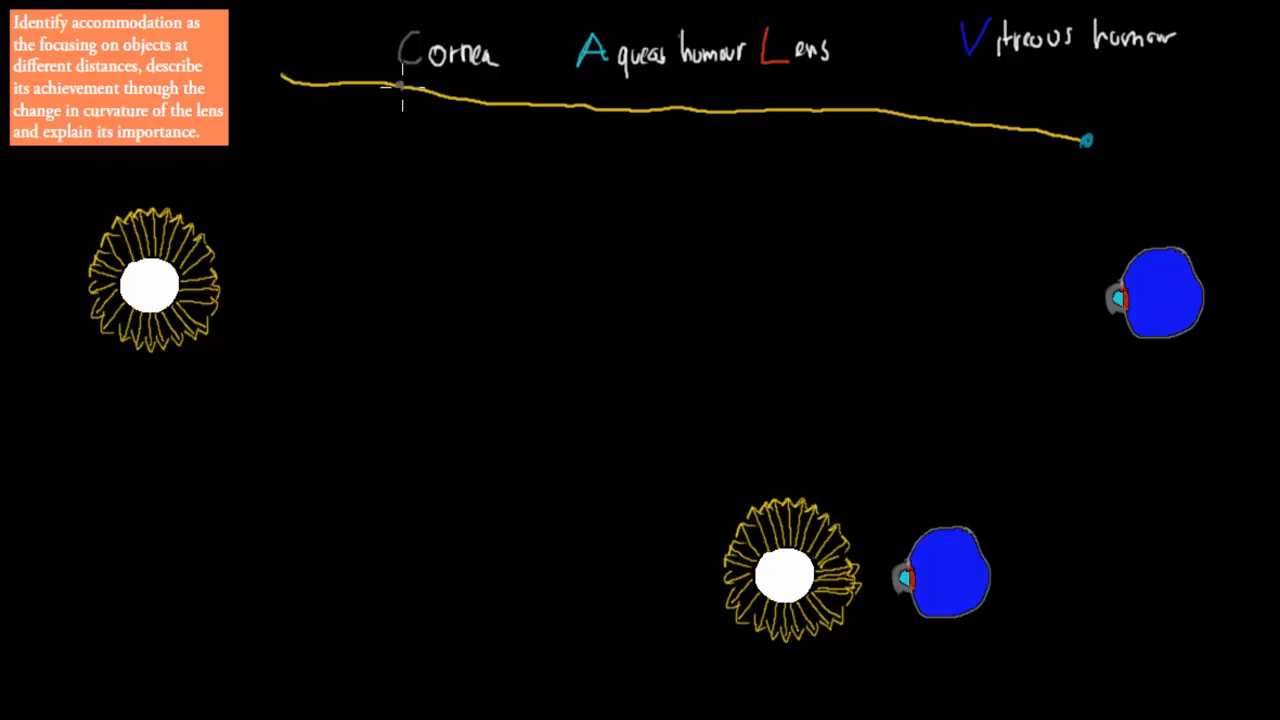 Identify accommodation as
the focusing on objects at
different distances, describe
its achievement through the
change in curvature of the lens
and explain its importance.
Cornea Aqueas humour Lens Vitreous humour